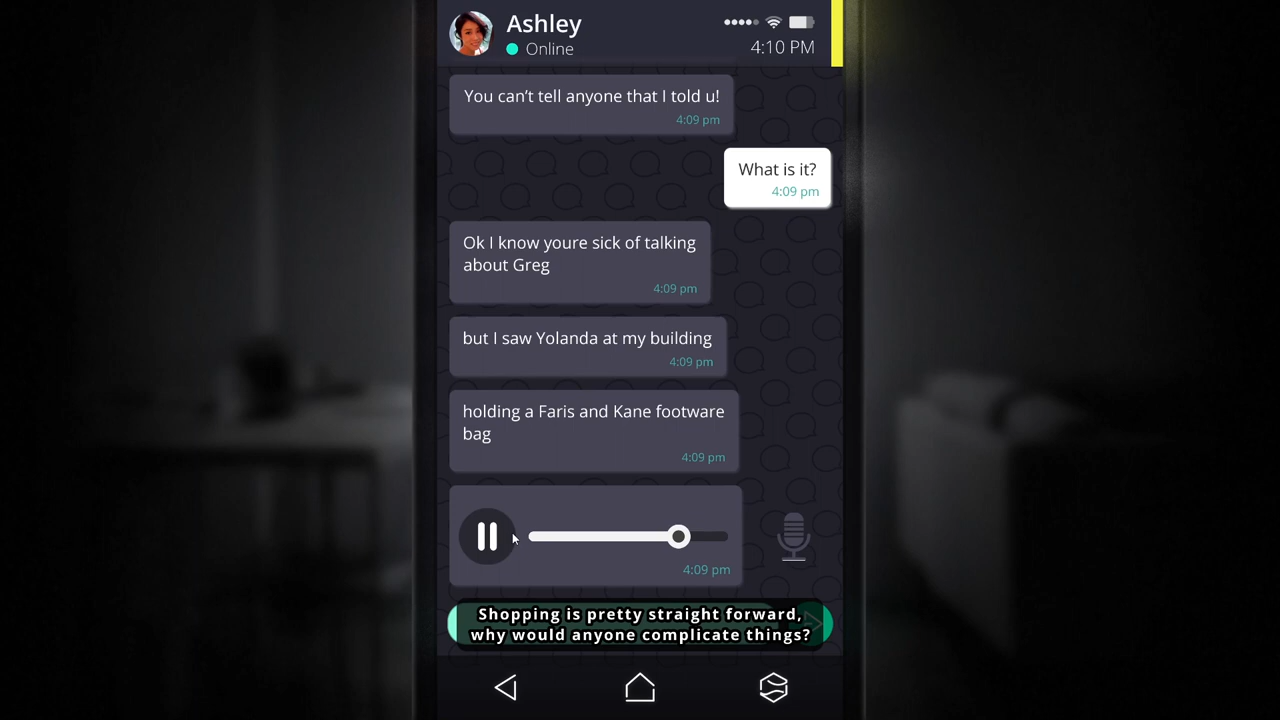 Ashley
Online
4:10 PM
You can't tell anyone that I told u!
4:09 pm
What is it?
4:09 pm
Ok I know youre sick of talking
about Greg
4:09 pm
but I saw Yolanda at my building
4:09 pm
holding a Faris and Kane footware
bag
4:09 pm
4:09 pm
Shopping is pretty straight forward,
why would anyone complicate things?